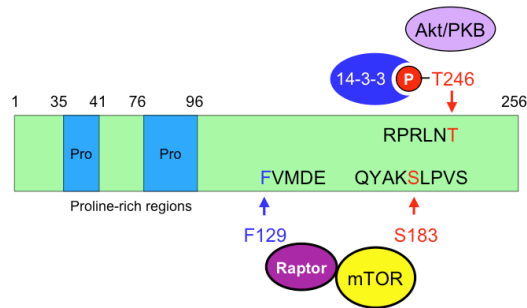 Akt/PKB
14-3-3 P T246
1 35 41 76 96 256
RPRLNT
Pro Pro
FVMDE QYAKSLPVS
Proline-rich regions
F129 S183
Raptor mTOR